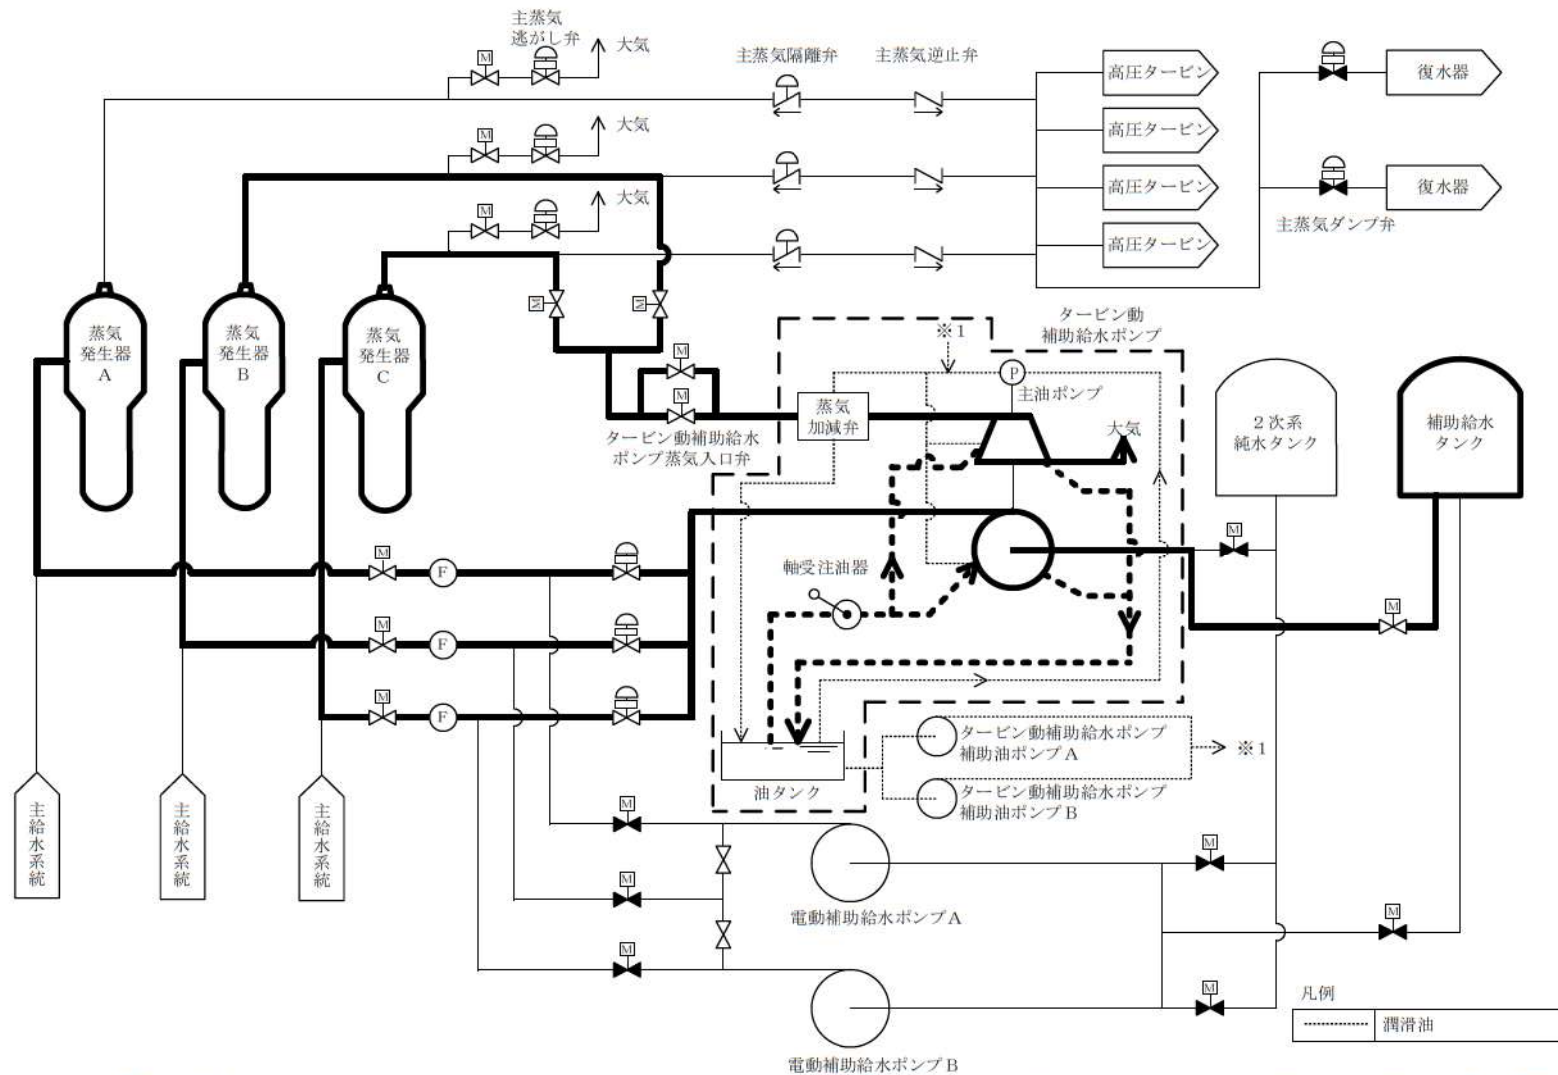 主蒸気
逃がし弁
M
大気
主蒸気隔離弁
主蒸気逆止弁
高圧タービン
復水器
M
大気
高圧タービン
M
大気
高圧タービン
復水器
主蒸気ダンプ弁
高圧タービン
蒸気
発生器
A
蒸気
発生器
B
蒸気
発生器
C
M
M
タービン動
補助給水ポンプ
※1
M
M
P
主油ポンプ
蒸気
加減弁
タービン動補助給水
ポンプ蒸気入口弁
大気
2次系
純水タンク
補助給水
タンク
M
軸受注油器
M
F
M
M
F
M
F
油タンク
タービン動補助給水ポンプ
補助油ポンプA
※1
タービン動補助給水ポンプ
補助油ポンプB
主給水系統
主給水系統
主給水系統
M
M
電動補助給水ポンプA
M
M
M
M
電動補助給水ポンプB
凡例
潤滑油